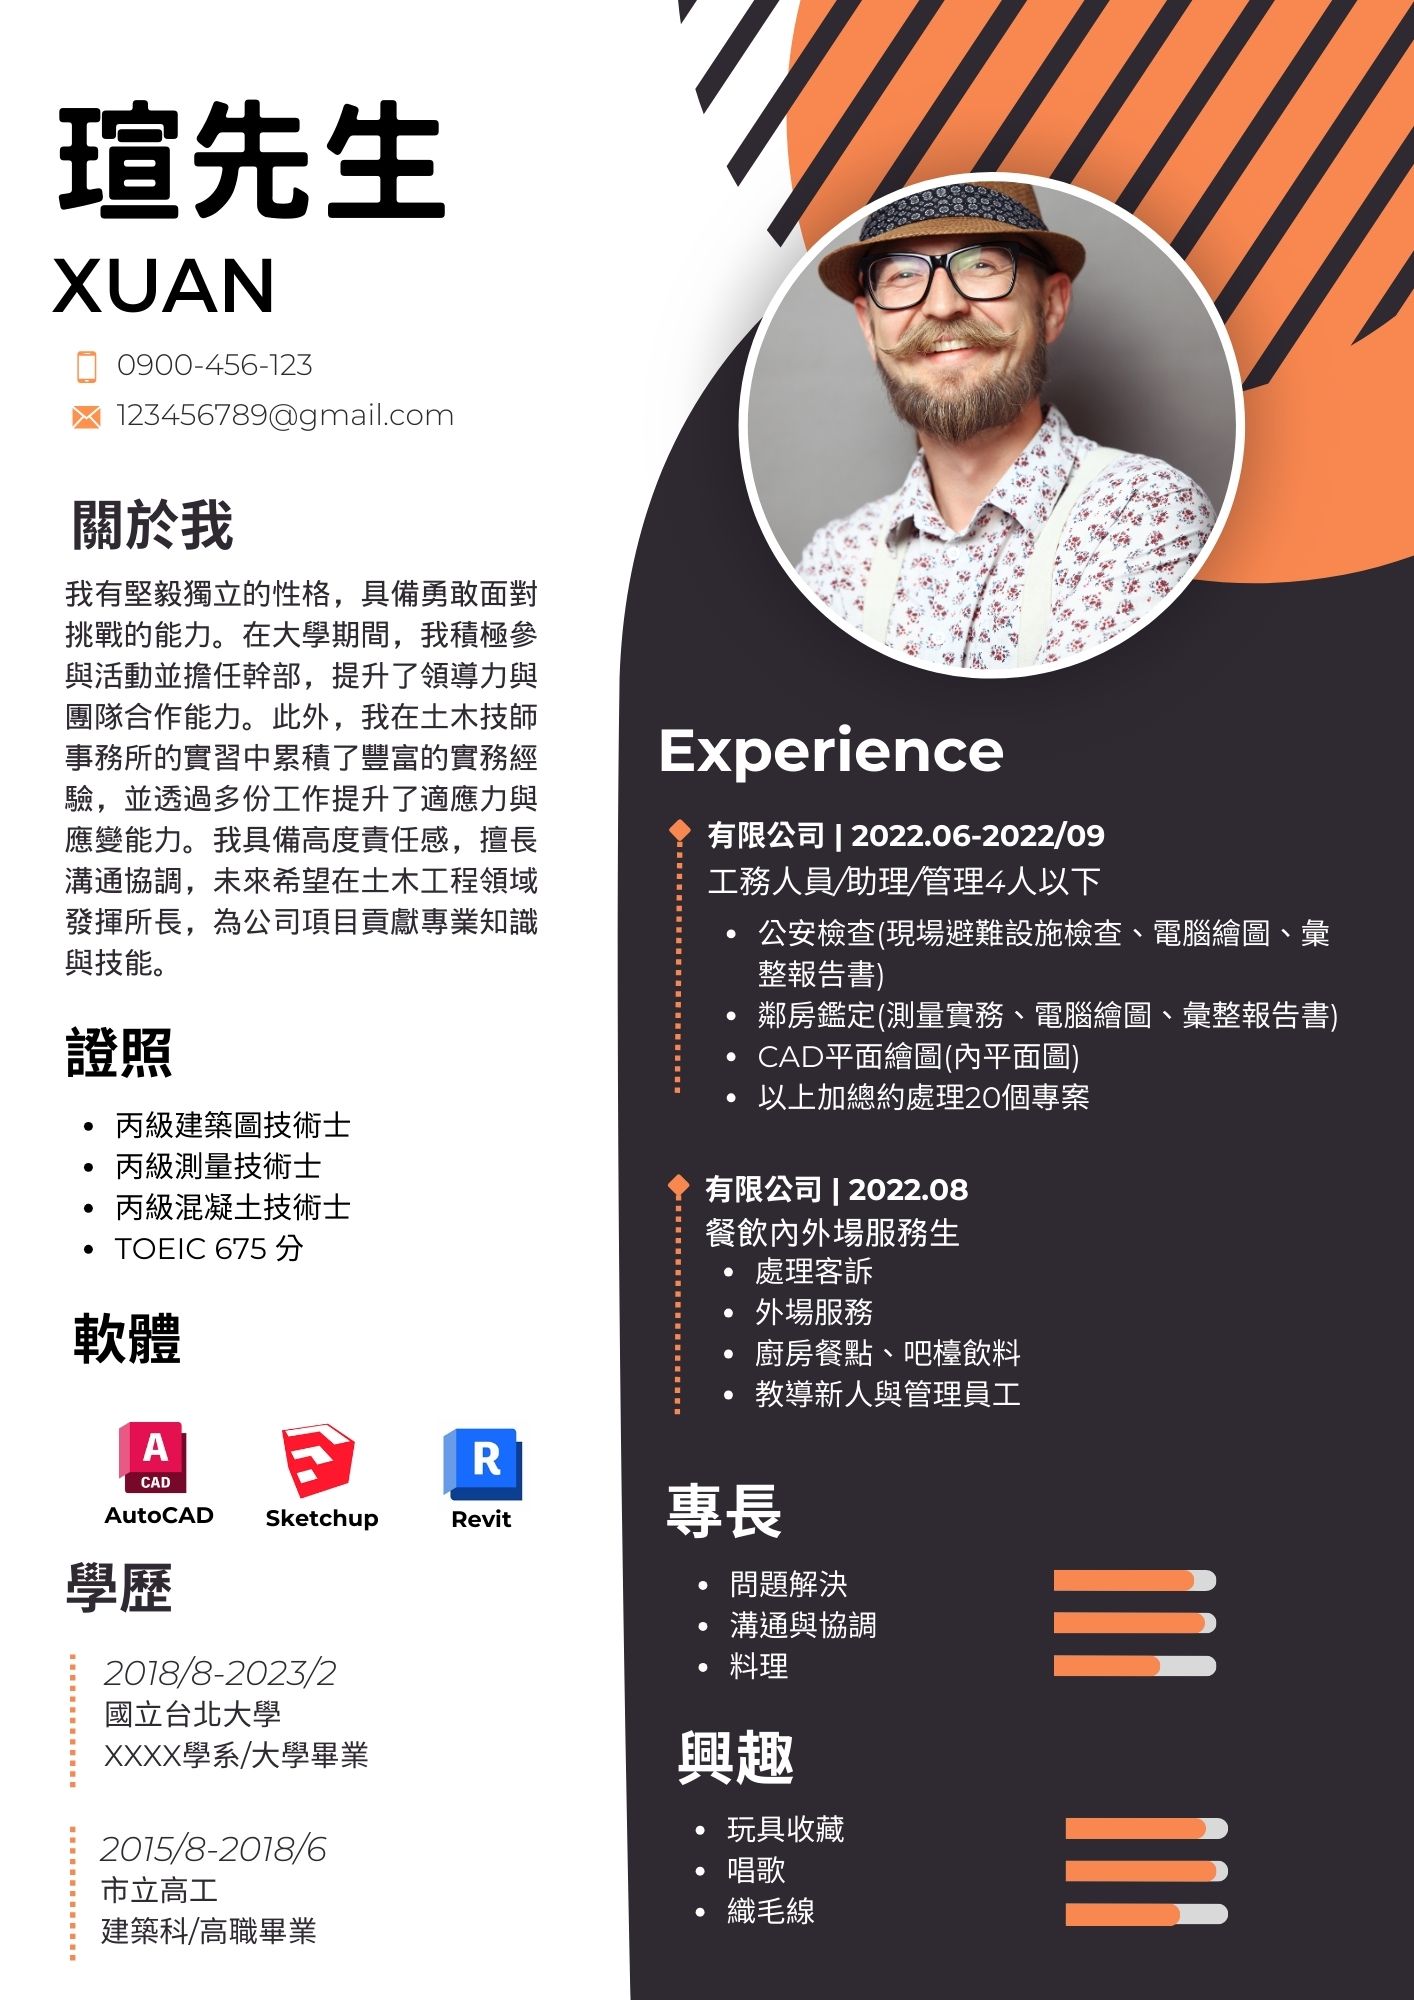 瑄先生
XUAN
0900-456-123
123456789@gmail.com
關於我
我有堅毅獨立的性格，具備勇敢面對
挑戰的能力。在大學期間，我積極參
與活動並擔任幹部，提升了領導力與
團隊合作能力。此外，我在土木技師
事務所的實習中累積了豐富的實務經
驗，並透過多份工作提升了適應力與
應變能力。我具備高度責任感，擅長
溝通協調，未來希望在土木工程領域
發揮所長，為公司項目貢獻專業知識
與技能。
證照
丙級建築圖技術士
丙級測量技術士
丙級混凝土技術士
TOEIC 675 分
軟體
A
CAD
AutoCAD
Sketchup
R
Revit
學歷
2018/8-2023/2
國立台北大學
XXXX學系/大學畢業
2015/8-2018/6
市立高工
建築科/高職畢業
Experience
有限公司 | 2022.06-2022/09
工務人員/助理/管理4人以下
公安檢查(現場避難設施檢查、電腦繪圖、彙
整報告書)
鄰房鑑定(測量實務、電腦繪圖、彙整報告書)
CAD平面繪圖(內平面圖)
以上加總約處理20個專案
有限公司 | 2022.08
餐飲內外場服務生
處理客訴
外場服務
廚房餐點、吧檯飲料
教導新人與管理員工
專長
問題解決
溝通與協調
料理
興趣
玩具收藏
唱歌
織毛線